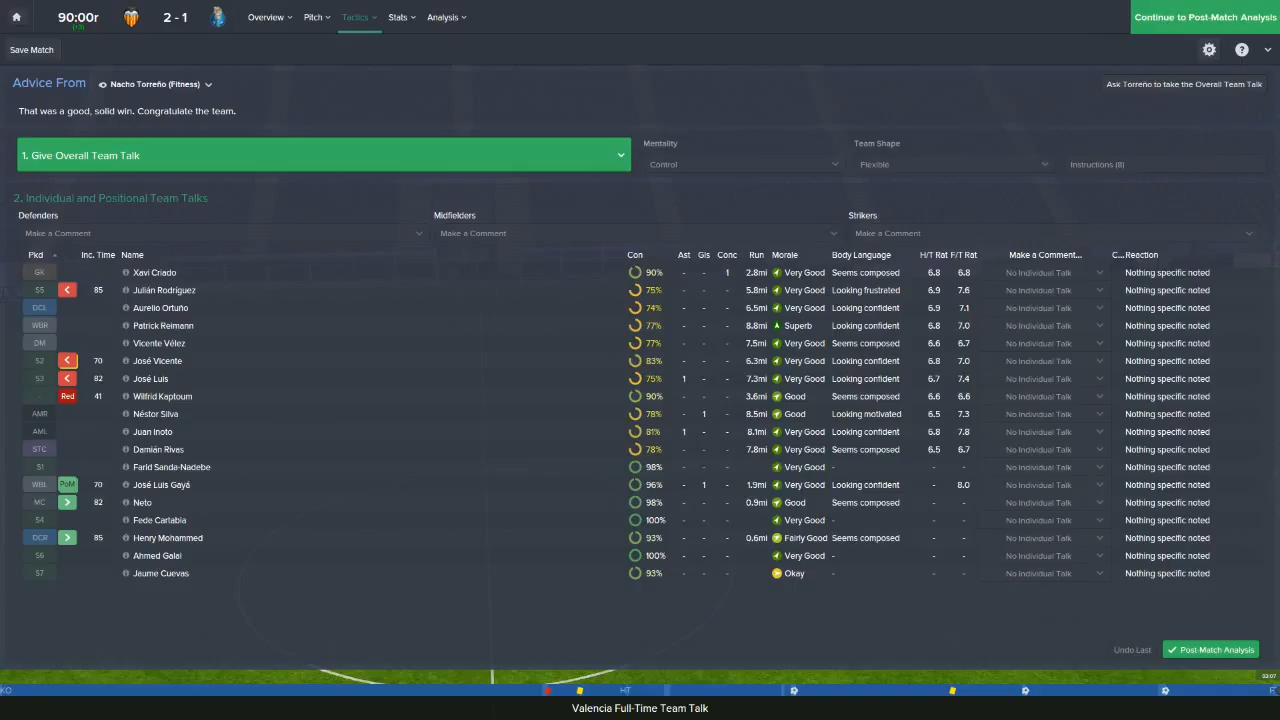 90:00r 2 - 1 Overview Pitch Tactics Stats Analysis Continue to Post-Match Analysis
Save Match
Advice From Nacho Torreño (Fitness) Ask Torreño to take the Overall Team Talk
That was a good, solid win. Congratulate the team.
1. Give Overall Team Talk
Mentality Team Shape
Control Flexible Instructions (8)
2. Individual and Positional Team Talks
Defenders Midfielders Strikers
Make a Comment Make a Comment Make a Comment
Pkd Inc. Time Name Con Ast Gls Conc Run Morale Body Language H/T Rat F/T Rat Make a Comment... C... Reaction
GK Xavi Criado 90% - - 1 2.8mi Very Good Seems composed 6.8 6.8 No Individual Talk Nothing specific noted
S5 85 Julián Rodríguez 75% - - - 5.8mi Very Good Looking frustrated 6.9 7.6 No Individual Talk Nothing specific noted
DCL Aurelio Ortuño 74% - - - 6.5mi Very Good Looking confident 6.9 7.1 No Individual Talk Nothing specific noted
WBR Patrick Reimann 77% - - - 8.8mi Superb Looking confident 6.8 7.0 No Individual Talk Nothing specific noted
DM Vicente Vélez 77% - - - 7.5mi Very Good Seems composed 6.6 6.7 No Individual Talk Nothing specific noted
S2 70 José Vicente 83% - - - 6.3mi Very Good Looking confident 6.8 7.0 No Individual Talk Nothing specific noted
S3 82 José Luis 75% 1 - - 7.3mi Very Good Looking confident 6.7 7.4 No Individual Talk Nothing specific noted
- Red 41 Wilfrid Kaptoum 90% - - - 3.6mi Good Seems composed 6.6 6.6 No Individual Talk Nothing specific noted
AMR Néstor Silva 78% - 1 - 8.5mi Good Looking motivated 6.5 7.3 No Individual Talk Nothing specific noted
AML Juan Inoto 81% 1 - - 8.1mi Very Good Looking confident 6.8 7.8 No Individual Talk Nothing specific noted
STC Damián Rivas 78% - - - 7.8mi Very Good Seems composed 6.5 6.7 No Individual Talk Nothing specific noted
S1 Farid Sanda-Nadebe 98% Very Good - - - No Individual Talk Nothing specific noted
WBL PoM 70 José Luis Gayá 96% - 1 - 1.9mi Very Good Looking confident - 8.0 No Individual Talk Nothing specific noted
MC 82 Neto 98% - - - 0.9mi Good Seems composed - - No Individual Talk Nothing specific noted
S4 Fede Cartabia 100% Very Good - - - No Individual Talk Nothing specific noted
DCR 85 Henry Mohammed 93% - - - 0.6mi Fairly Good Seems composed - - No Individual Talk Nothing specific noted
S6 Ahmed Galai 100% Very Good - - - No Individual Talk Nothing specific noted
S7 Jaume Cuevas 93% Okay - - - No Individual Talk Nothing specific noted
Undo Last Post-Match Analysis
03:07
KO HT
Valencia Full-Time Team Talk